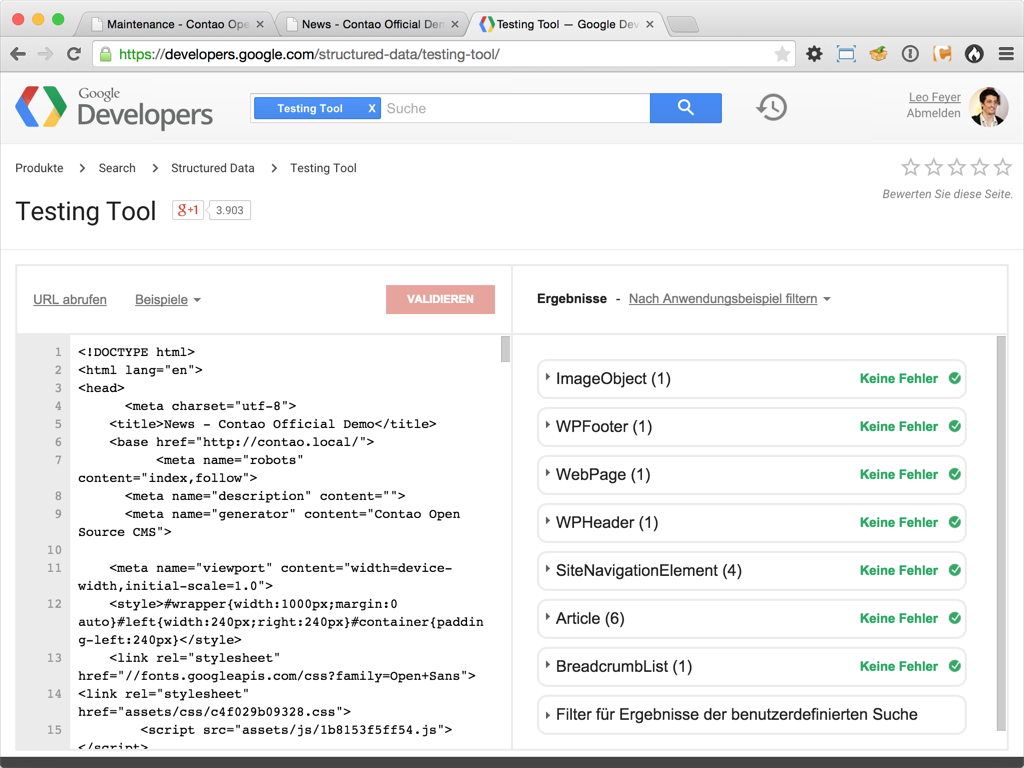 Maintenance - Contao Ope
News - Contao Official Den
Testing Tool — Google Dev
https://developers.google.com/structured-data/testing-tool/
Google
Developers
Testing Tool X Suche
Leo Feyer
Abmelden
Produkte > Search > Structured Data > Testing Tool
Bewerten Sie diese Seite.
Testing Tool
g+1 3.903
URL abrufen Beispiele VALIDIEREN
Ergebnisse - Nach Anwendungsbeispiel filtern
1 <!DOCTYPE html>
2 <html lang="en">
3 <head>
4 <meta charset="utf-8">
5 <title>News - Contao Official Demo</title>
6 <base href="http://contao.local/">
7 <meta name="robots"
content="index,follow">
8 <meta name="description" content="">
9 <meta name="generator" content="Contao Open
Source CMS">
10
11 <meta name="viewport" content="width=device-
width,initial-scale=1.0">
12 <style>#wrapper{width:1000px;margin:0
auto}#left{width:240px;right:240px}#container{paddin
g-left:240px}</style>
13 <link rel="stylesheet"
href="//fonts.googleapis.com/css?family=Open+Sans">
14 <link rel="stylesheet"
href="assets/css/c4f029b09328.css">
15 <script src="assets/js/1b8153f5ff54.js">
</script>
ImageObject (1) Keine Fehler
WPFooter (1) Keine Fehler
WebPage (1) Keine Fehler
WPHeader (1) Keine Fehler
SiteNavigationElement (4) Keine Fehler
Article (6) Keine Fehler
BreadcrumbList (1) Keine Fehler
Filter für Ergebnisse der benutzerdefinierten Suche